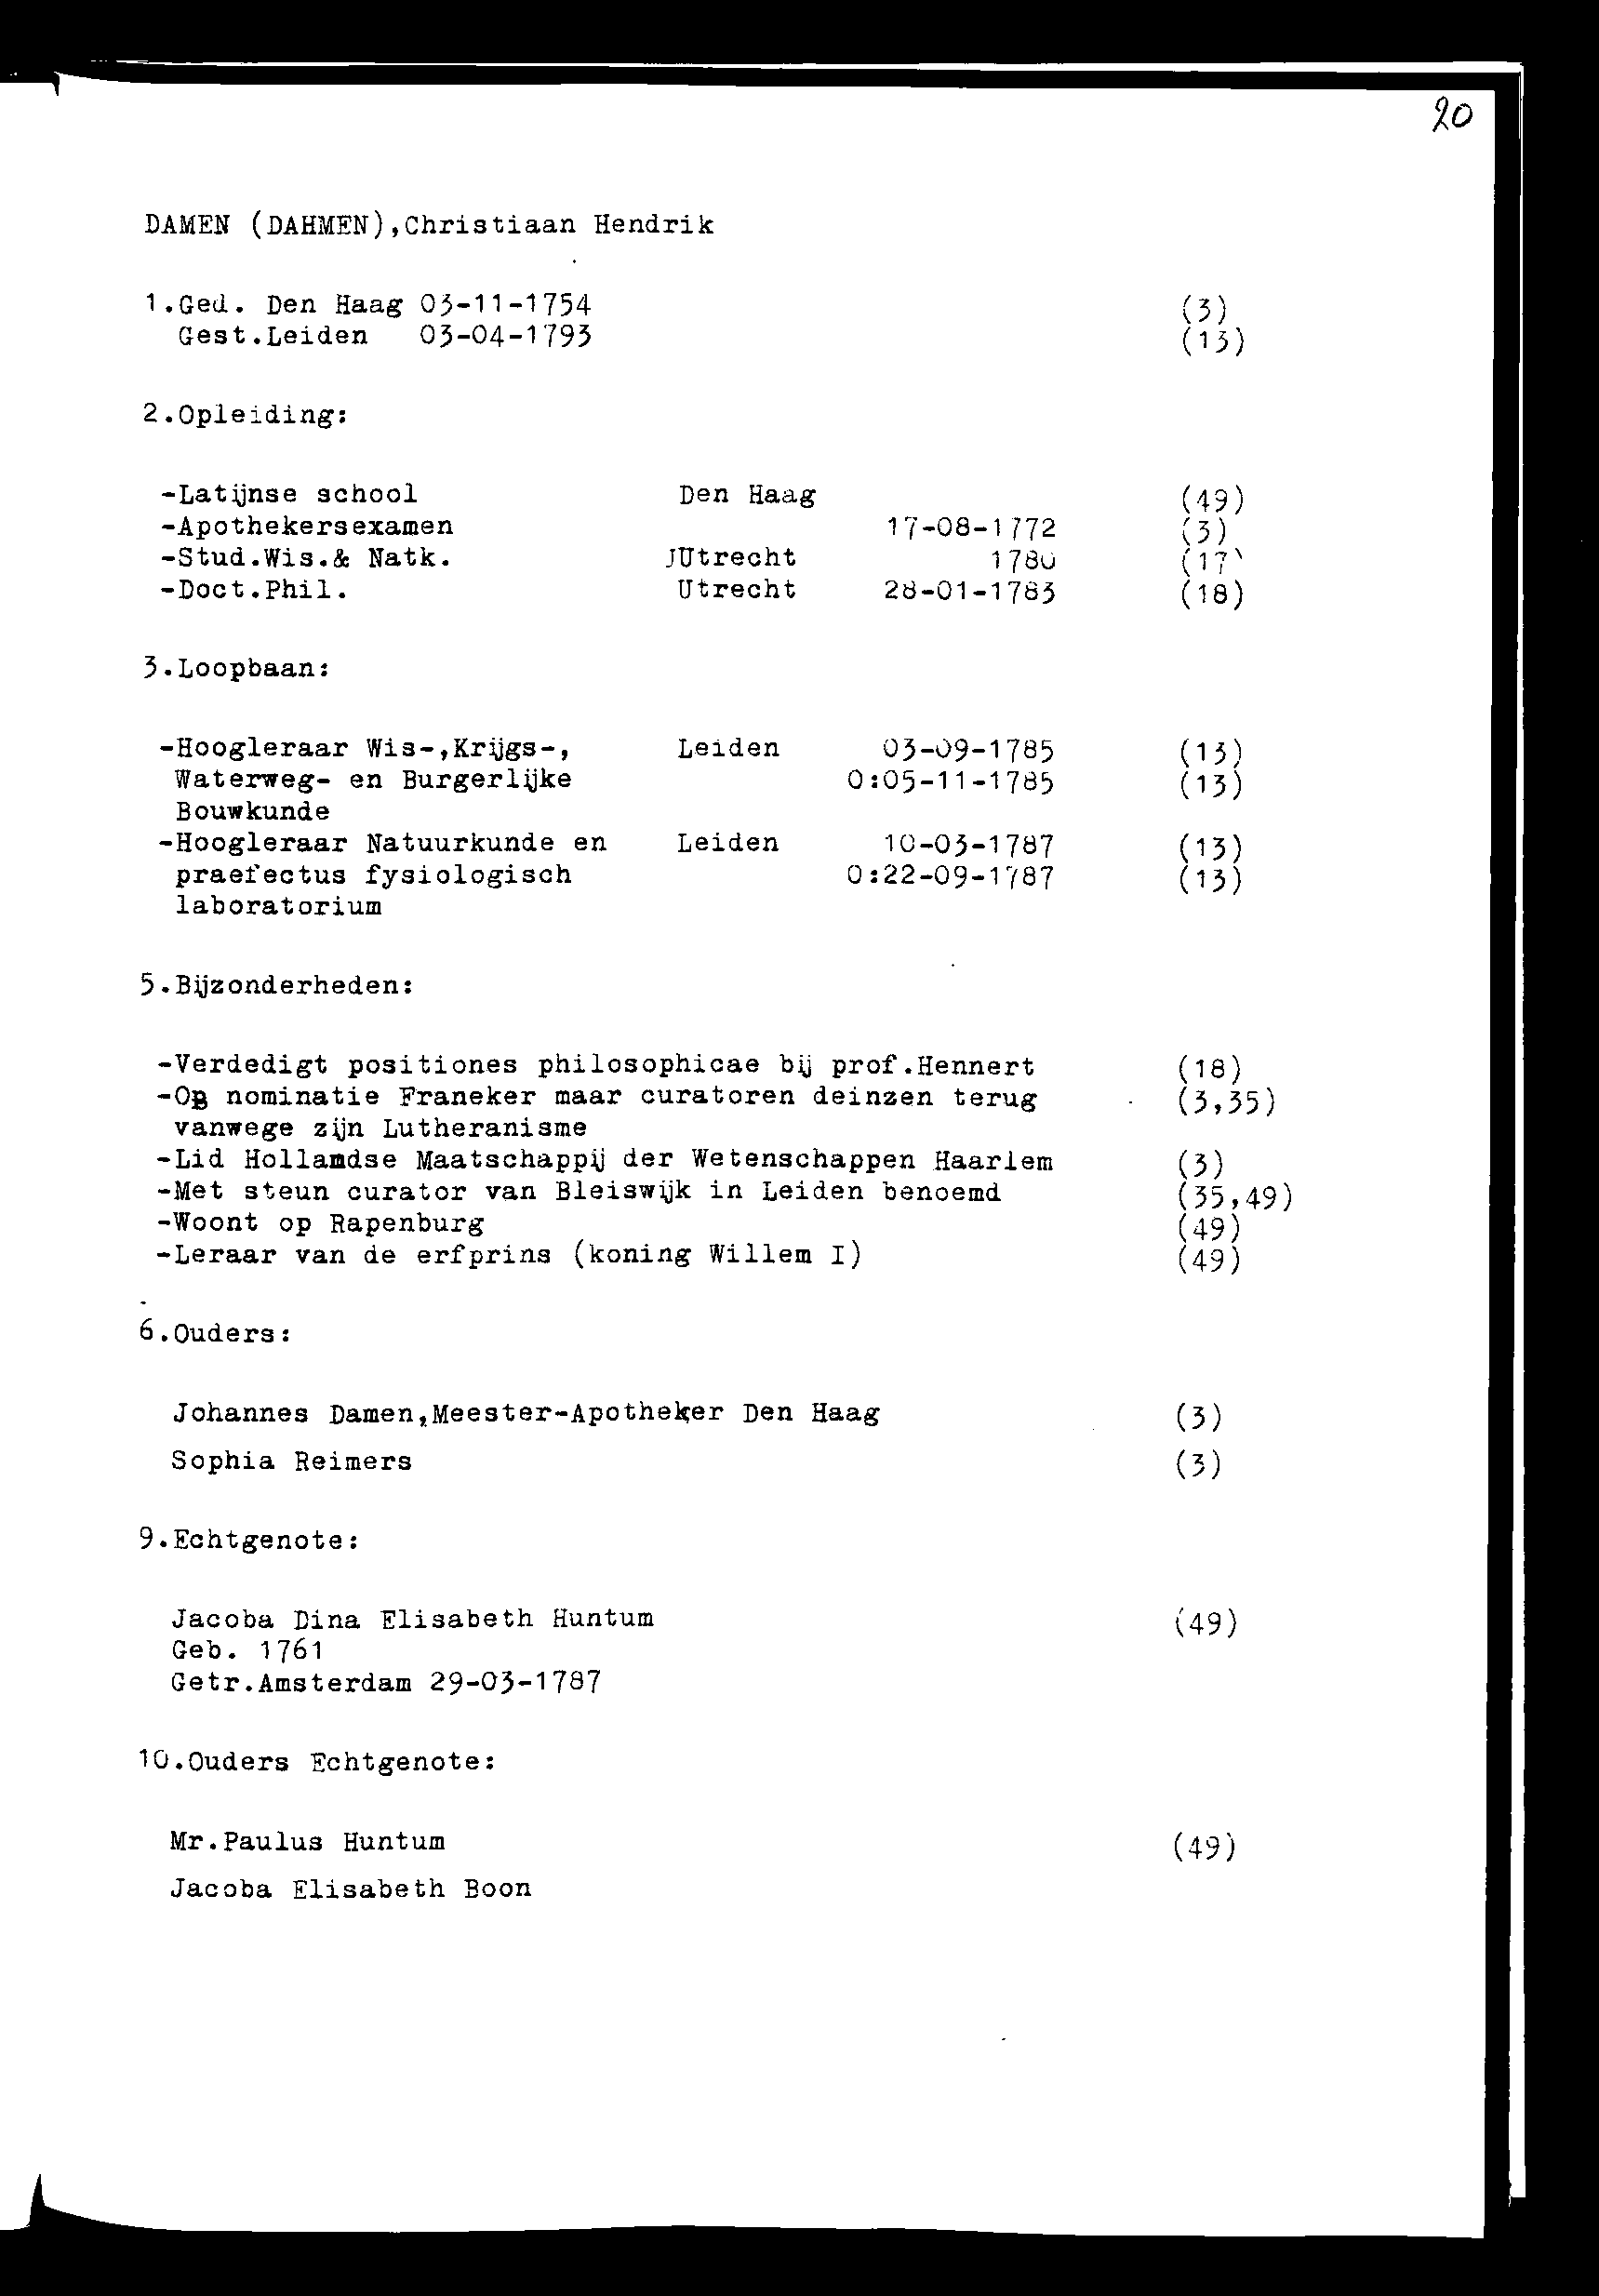 20
DAMEN (DAHMEN),Christiaan Hendrik
1.Ged. Den Haag 03-11-1754 (3)
Gest.Leiden 03-04-1793 (13)
2.Opleiding:
-Latijnse school Den Haag (49)
-Apothekersexamen 17-08-1772 (3)
-Stud.Wis.& Natk. JUtrecht 1780 (17)
-Doct.Phil. Utrecht 28-01-1783 (18)
3.Loopbaan:
-Hoogleraar Wis-,Krijgs-, Leiden 03-09-1785 (13)
Waterweg- en Burgerlijke O:05-11-1785 (13)
Bouwkunde
-Hoogleraar Natuurkunde en Leiden 10-03-1787 (13)
praefectus fysiologisch O:22-09-1787 (13)
laboratorium
5.Bijzonderheden:
-Verdedigt positiones philosophicae bij prof.Hennert (18)
-Op nominatie Franeker maar curatoren deinzen terug (3,35)
vanwege zijn Lutheranisme
-Lid Hollandse Maatschappij der Wetenschappen Haarlem (3)
-Met steun curator van Bleiswijk in Leiden benoemd (35,49)
-Woont op Rapenburg (49)
-Leraar van de erfprins (koning Willem I) (49)
6.Ouders:
Johannes Damen,Meester-Apotheker Den Haag (3)
Sophia Reimers (3)
9.Echtgenote:
Jacoba Dina Elisabeth Huntum (49)
Geb. 1761
Getr.Amsterdam 29-03-1787
10.Ouders Echtgenote:
Mr.Paulus Huntum (49)
Jacoba Elisabeth Boon